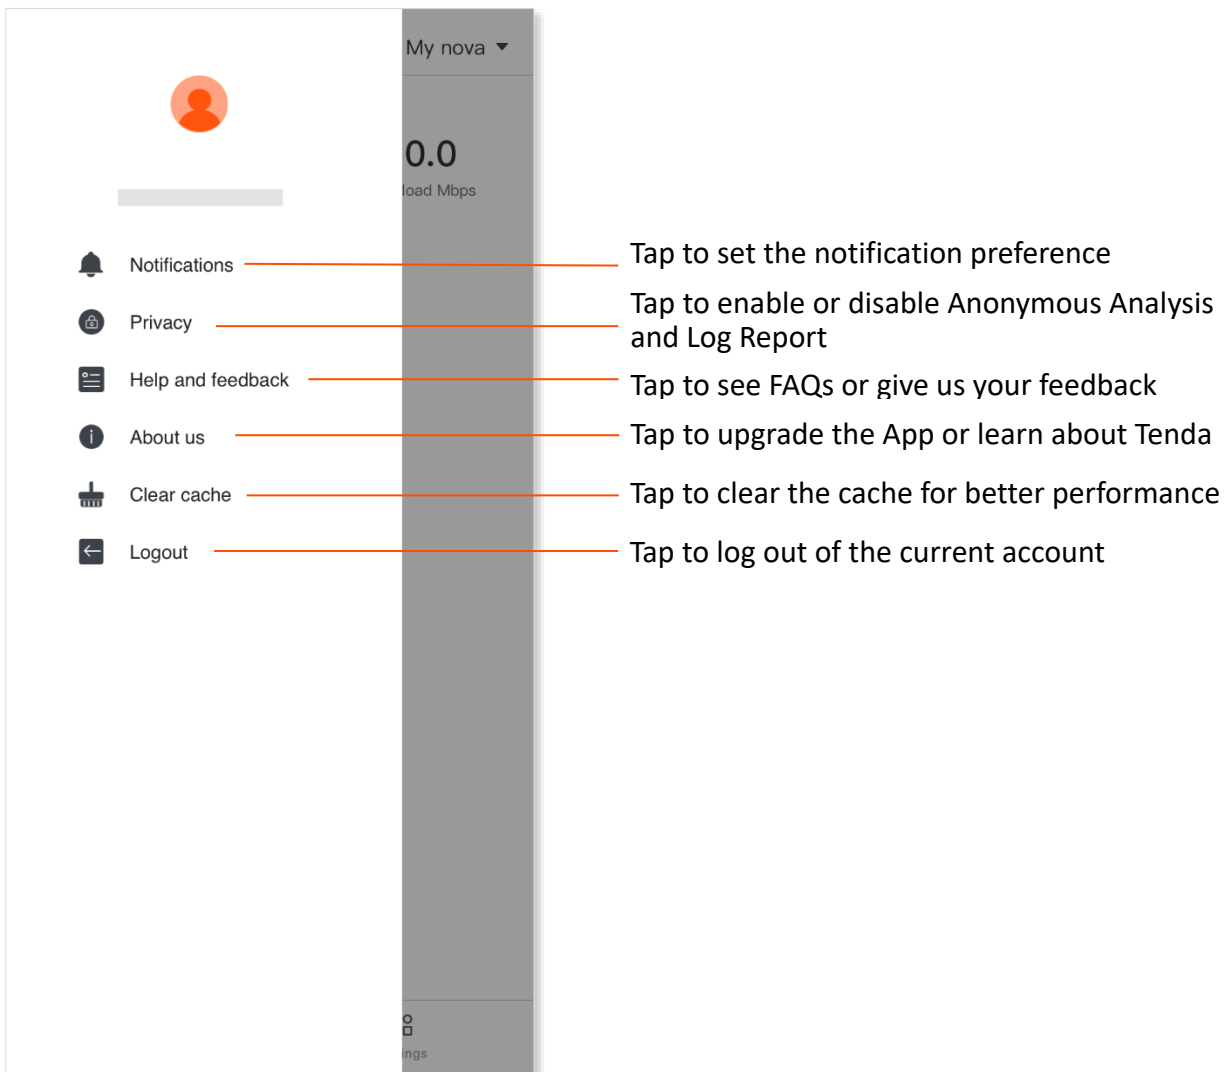 My nova
0.0
load Mbps
Notifications
Tap to set the notification preference
Privacy
Tap to enable or disable Anonymous Analysis
and Log Report
Help and feedback
Tap to see FAQs or give us your feedback
About us
Tap to upgrade the App or learn about Tenda
Clear cache
Tap to clear the cache for better performance
Logout
Tap to log out of the current account
ings